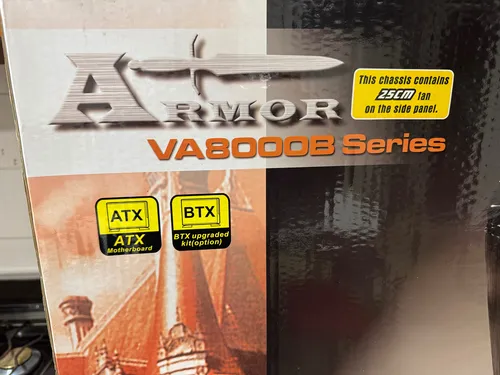 ARMOR
This chassis contains
25CM fan
on the side panel.
VA8000B Series
ATX
ATX
Motherboard
BTX
BTX upgraded
kit(option)